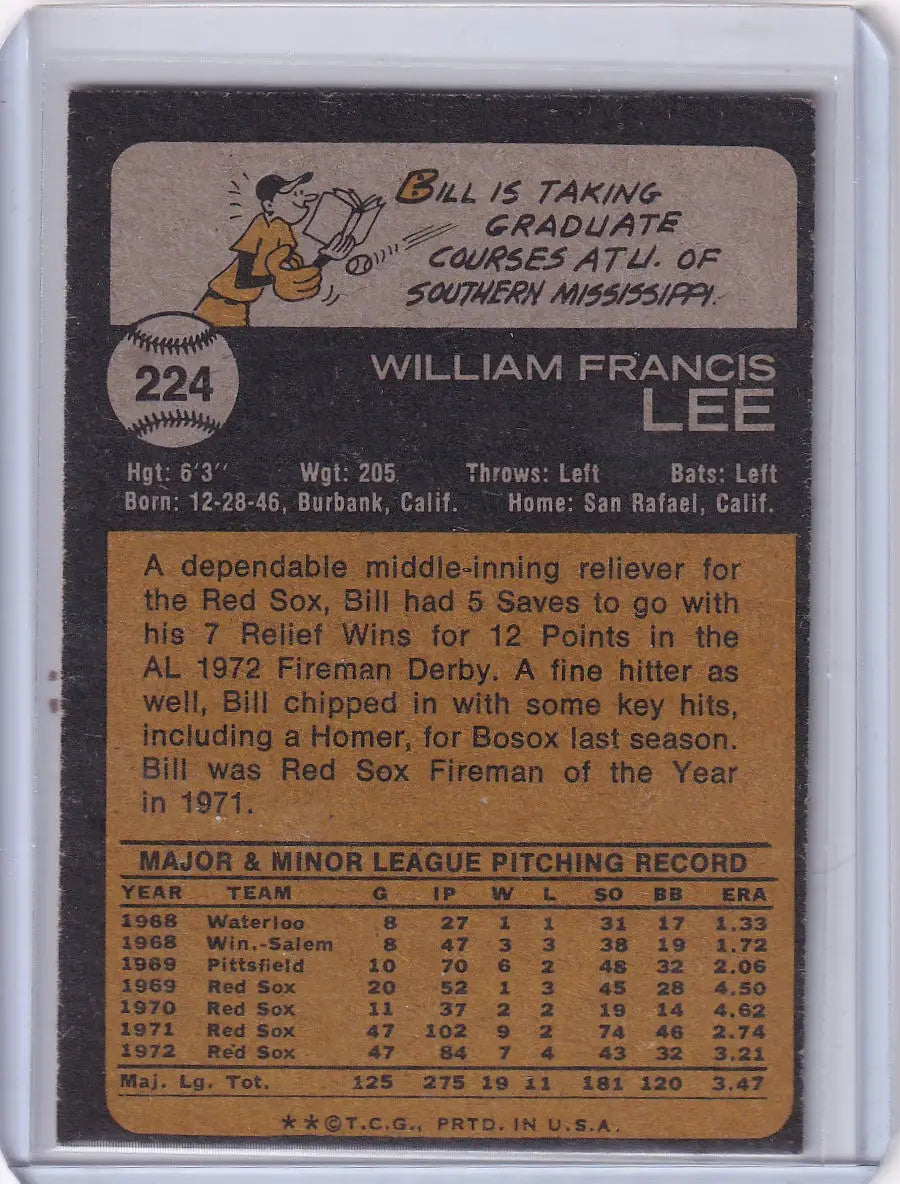 BILL IS TAKING
GRADUATE
COURSES AT U. OF
SOUTHERN MISSISSIPPI.
224
WILLIAM FRANCIS
LEE
Hgt: 6'3'' Wgt: 205 Throws: Left Bats: Left
Born: 12-28-46, Burbank, Calif. Home: San Rafael, Calif.
A dependable middle-inning reliever for
the Red Sox, Bill had 5 Saves to go with
his 7 Relief Wins for 12 Points in the
AL 1972 Fireman Derby. A fine hitter as
well, Bill chipped in with some key hits,
including a Homer, for Bosox last season.
Bill was Red Sox Fireman of the Year
in 1971.
MAJOR & MINOR LEAGUE PITCHING RECORD
YEAR TEAM G IP W L SO BB ERA
1968 Waterloo 8 27 1 1 31 17 1.33
1968 Win.-Salem 8 47 3 3 38 19 1.72
1969 Pittsfield 10 70 6 2 48 32 2.06
1969 Red Sox 20 52 1 3 45 28 4.50
1970 Red Sox 11 37 2 2 19 14 4.62
1971 Red Sox 47 102 9 2 74 46 2.74
1972 Red Sox 47 84 7 4 43 32 3.21
Maj. Lg. Tot. 125 275 19 11 181 120 3.47
**©T.C.G., PRTD. IN U.S.A.